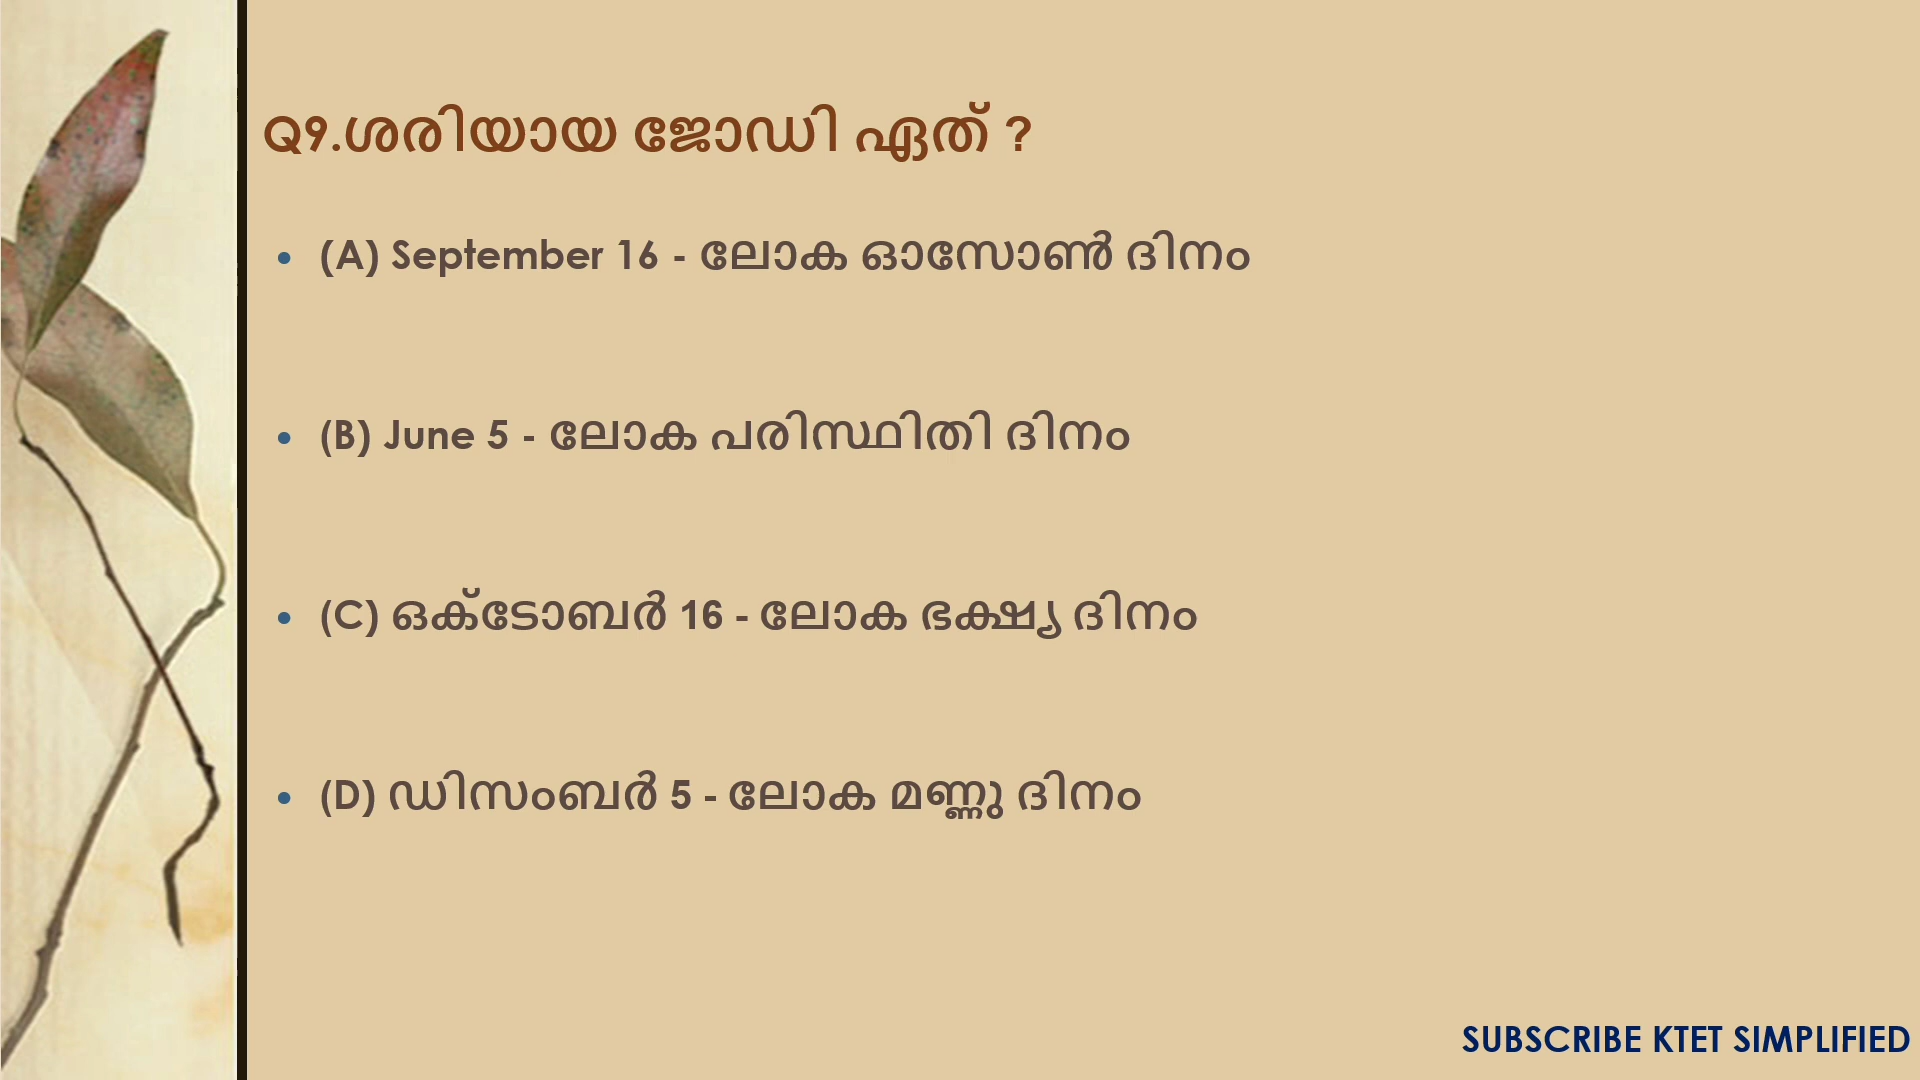 Q9.ശരിയായ ജോഡി ഏത് ?
• (A) September 16 - ലോക ഓസോൺ ദിനം
• (B) June 5 - ലോക പരിസ്ഥിതി ദിനം
• (C) ഒക്ടോബർ 16 - ലോക ഭക്ഷ്യ ദിനം
• (D) ഡിസംബർ 5 - ലോക മണ്ണു ദിനം
SUBSCRIBE KTET SIMPLIFIED